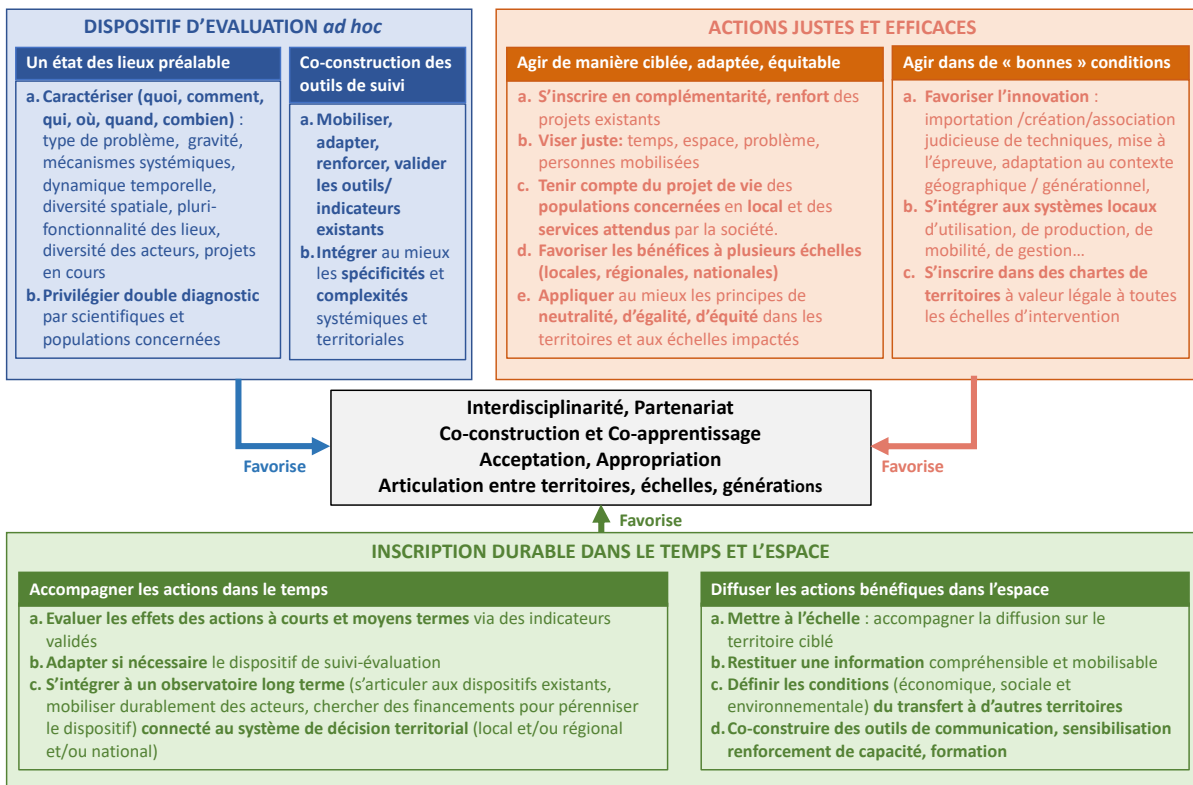 DISPOSITIF D'EVALUATION ad hoc
Un état des lieux préalable
a. Caractériser (quoi, comment,
qui, où, quand, combien) :
type de problème, gravité,
mécanismes systémiques,
dynamique temporelle,
diversité spatiale, pluri-
fonctionnalité des lieux,
diversité des acteurs, projets
en cours
b. Privilégier double diagnostic
par scientifiques et
populations concernées
Co-construction des
outils de suivi
a. Mobiliser,
adapter,
renforcer, valider
les outils/
indicateurs
existants
b. Intégrer au mieux
les spécificités et
complexités
systémiques et
territoriales
ACTIONS JUSTES ET EFFICACES
Agir de manière ciblée, adaptée, équitable
a. S'inscrire en complémentarité, renfort des
projets existants
b. Viser juste: temps, espace, problème,
personnes mobilisées
c. Tenir compte du projet de vie des
populations concernées en local et des
services attendus par la société.
d. Favoriser les bénéfices à plusieurs échelles
(locales, régionales, nationales)
e. Appliquer au mieux les principes de
neutralité, d'égalité, d'équité dans les
territoires et aux échelles impactés
Agir dans de « bonnes » conditions
a. Favoriser l'innovation :
importation /création/association
judicieuse de techniques, mise à
l'épreuve, adaptation au contexte
géographique / générationnel,
b. S'intégrer aux systèmes locaux
d'utilisation, de production, de
mobilité, de gestion…
c. S'inscrire dans des chartes de
territoires à valeur légale à toutes
les échelles d'intervention
Favorise
Interdisciplinarité, Partenariat
Co-construction et Co-apprentissage
Acceptation, Appropriation
Articulation entre territoires, échelles, générations
Favorise
Favorise
INSCRIPTION DURABLE DANS LE TEMPS ET L'ESPACE
Accompagner les actions dans le temps
a. Evaluer les effets des actions à courts et moyens termes via des indicateurs
validés
b. Adapter si nécessaire le dispositif de suivi-évaluation
c. S'intégrer à un observatoire long terme (s'articuler aux dispositifs existants,
mobiliser durablement des acteurs, chercher des financements pour pérenniser
le dispositif) connecté au système de décision territorial (local et/ou régional
et/ou national)
Diffuser les actions bénéfiques dans l'espace
a. Mettre à l'échelle : accompagner la diffusion sur le
territoire ciblé
b. Restituer une information compréhensible et mobilisable
c. Définir les conditions (économique, sociale et
environnementale) du transfert à d'autres territoires
d. Co-construire des outils de communication, sensibilisation
renforcement de capacité, formation